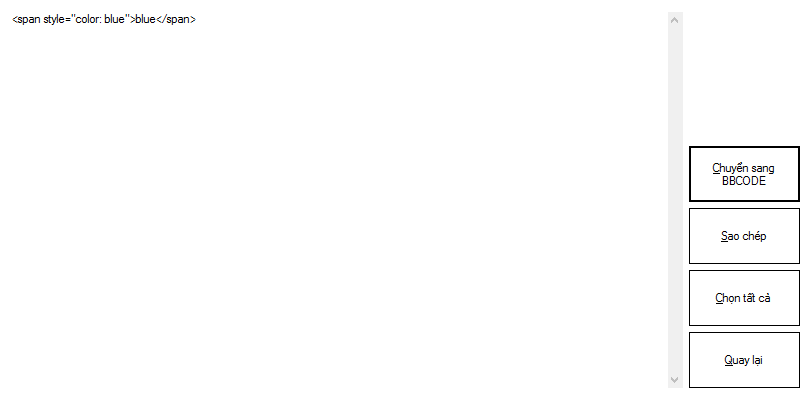 <span style="color: blue">blue</span>
Chuyển sang
BBCODE
Sao chép
Chọn tất cả
Quay lại